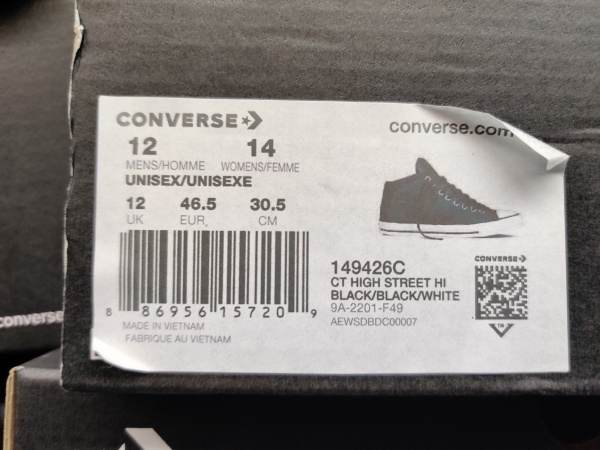 CONVERSE
converse.com
12 14
MENS/HOMME WOMENS/FEMME
UNISEX/UNISEXE
12 46.5 30.5
UK EUR, CM
149426C
CT HIGH STREET HI
BLACK/BLACK/WHITE
9A-2201-F49
AEWSDBDC00007
CONVERSE
TM
8 86956 15720 9
MADE IN VIETNAM
FABRIQUE AU VIETNAM
converse